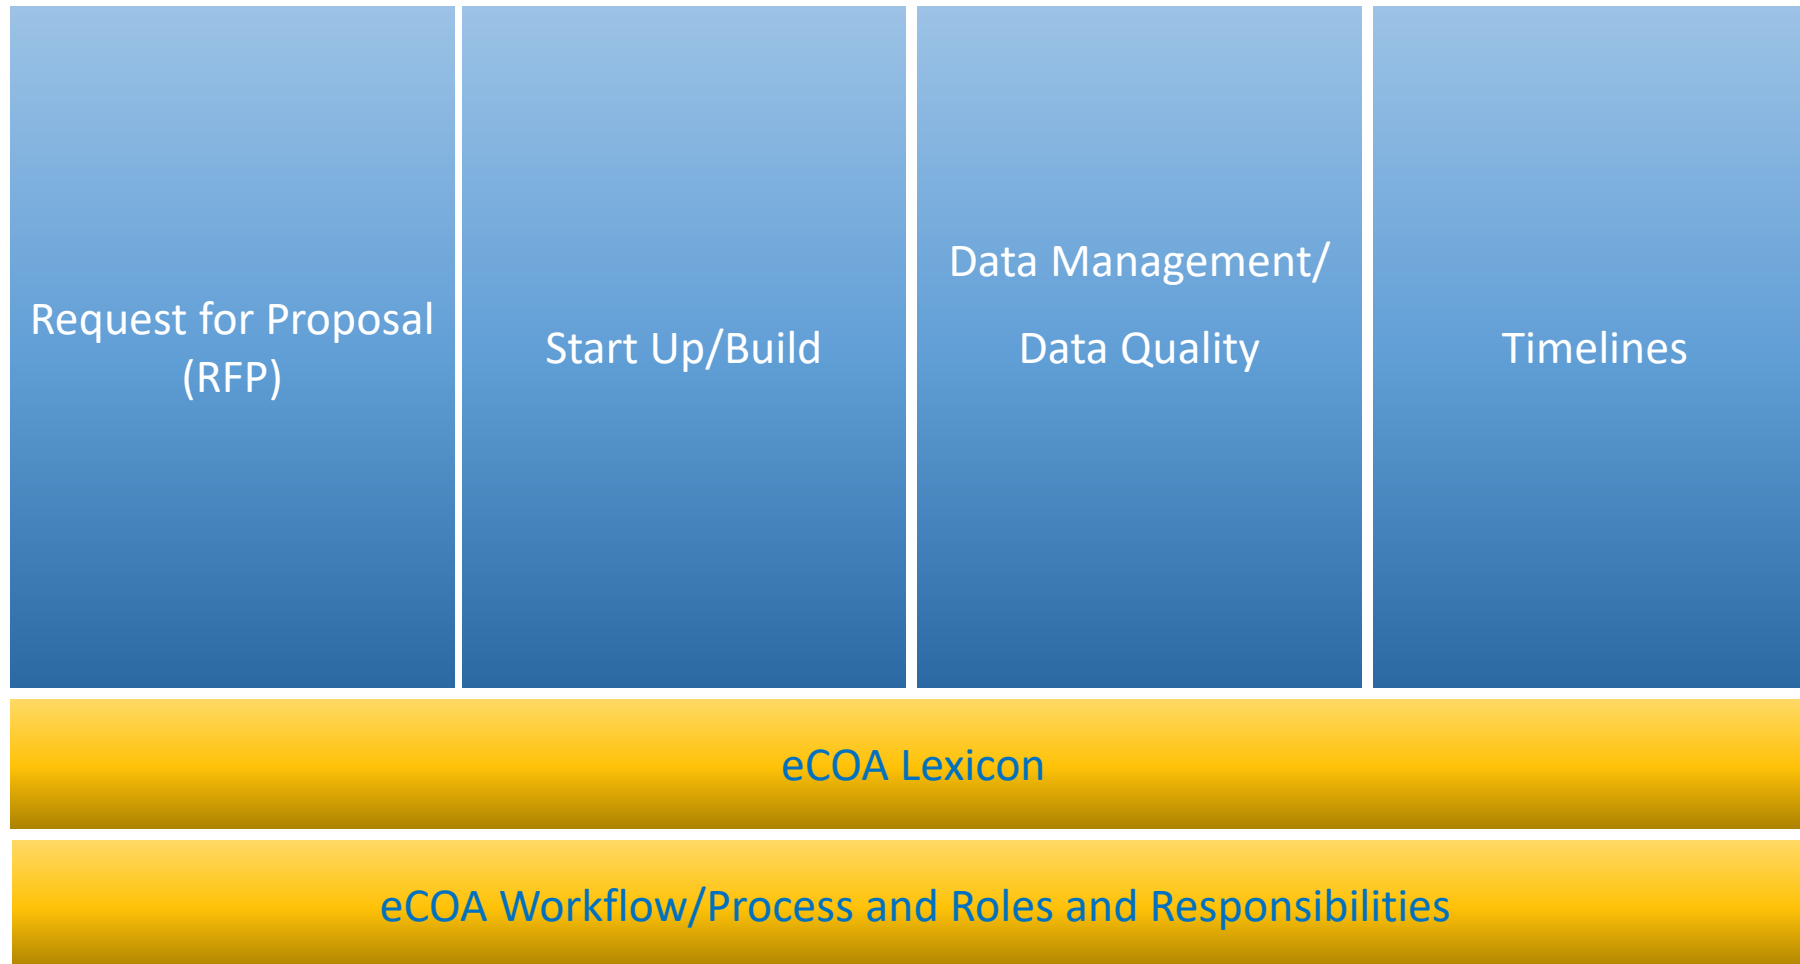 Request for Proposal
(RFP)
Start Up/Build
Data Management/
Data Quality
Timelines
eCOA Lexicon
eCOA Workflow/Process and Roles and Responsibilities